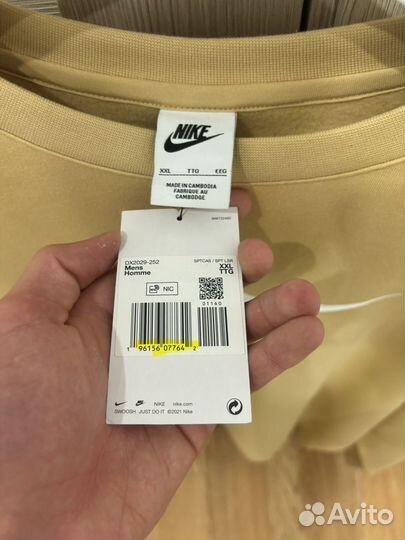 NIKE
XXL TTG EEG
MADE IN CAMBODIA
FABRIQUE AU
CAMBODGE
DX2029-252
Mens
Homme
SPTCAS / SPT LSR
XXL
TTG
NIC
01140
1 96156 07764 2
NIKE nike.com
SWOOSH JUST DO IT ©2021 Nike
Avito